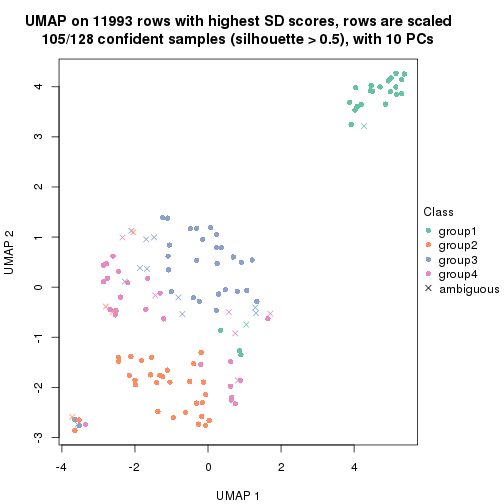 UMAP on 11993 rows with highest SD scores, rows are scaled
105/128 confident samples (silhouette > 0.5), with 10 PCs
4
3
2
1
0
-1
-2
-3
UMAP 2
-4
-2
0
2
4
UMAP 1
Class
group1
group2
group3
group4
ambiguous